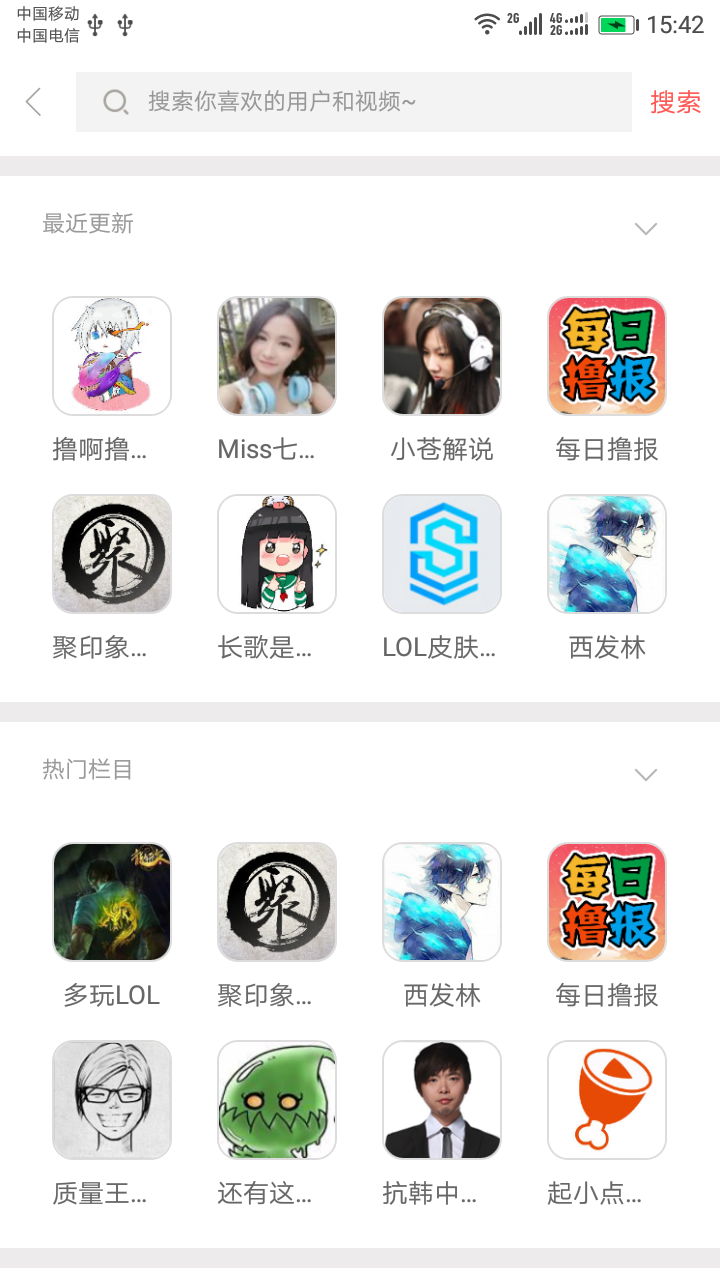 中国移动
中国电信
2G
4G
2G
15:42
搜索你喜欢的用户和视频~
搜索
最近更新
每日
撸报
撸啊撸...
Miss七...
小苍解说
每日撸报
聚
S
聚印象...
长歌是...
LOL皮肤...
西发林
热门栏目
聚
每日
撸报
多玩LOL
聚印象...
西发林
每日撸报
质量王...
还有这...
抗韩中...
起小点...